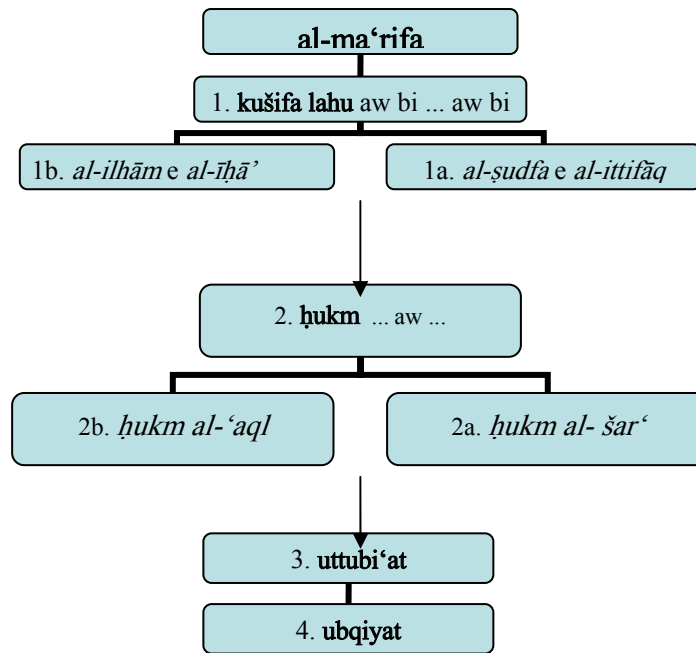 al-ma‘rifa
1. kušifa lahu aw bi ... aw bi
1b. al-ilhām e al-īḥā’
1a. al-ṣudfa e al-ittifāq
2. ḥukm ... aw ...
2b. ḥukm al-‘aql
2a. ḥukm al- šar‘
3. uttubi‘at
4. ubqiyat